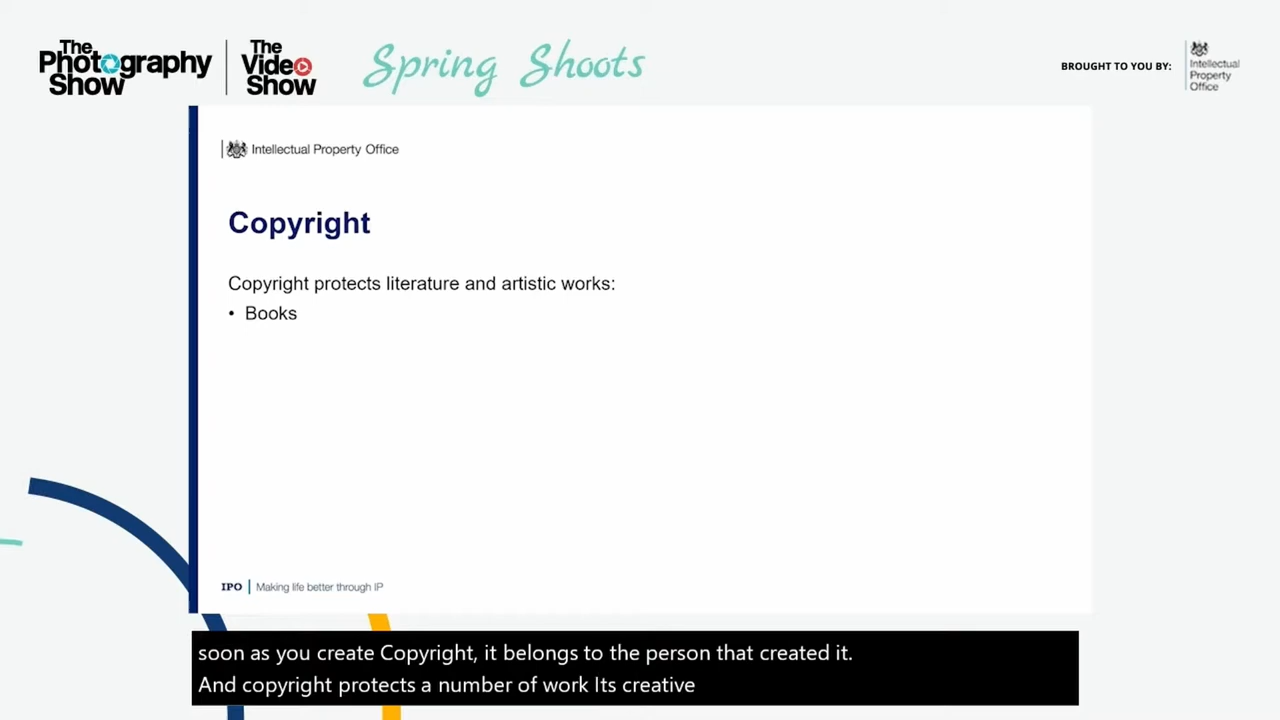 The Photography Show
The Video Show
Spring Shoots
BROUGHT TO YOU BY:
Intellectual
Property
Office
Intellectual Property Office
Copyright
Copyright protects literature and artistic works:
• Books
IPO | Making life better through IP
soon as you create Copyright, it belongs to the person that created it.
And copyright protects a number of work Its creative